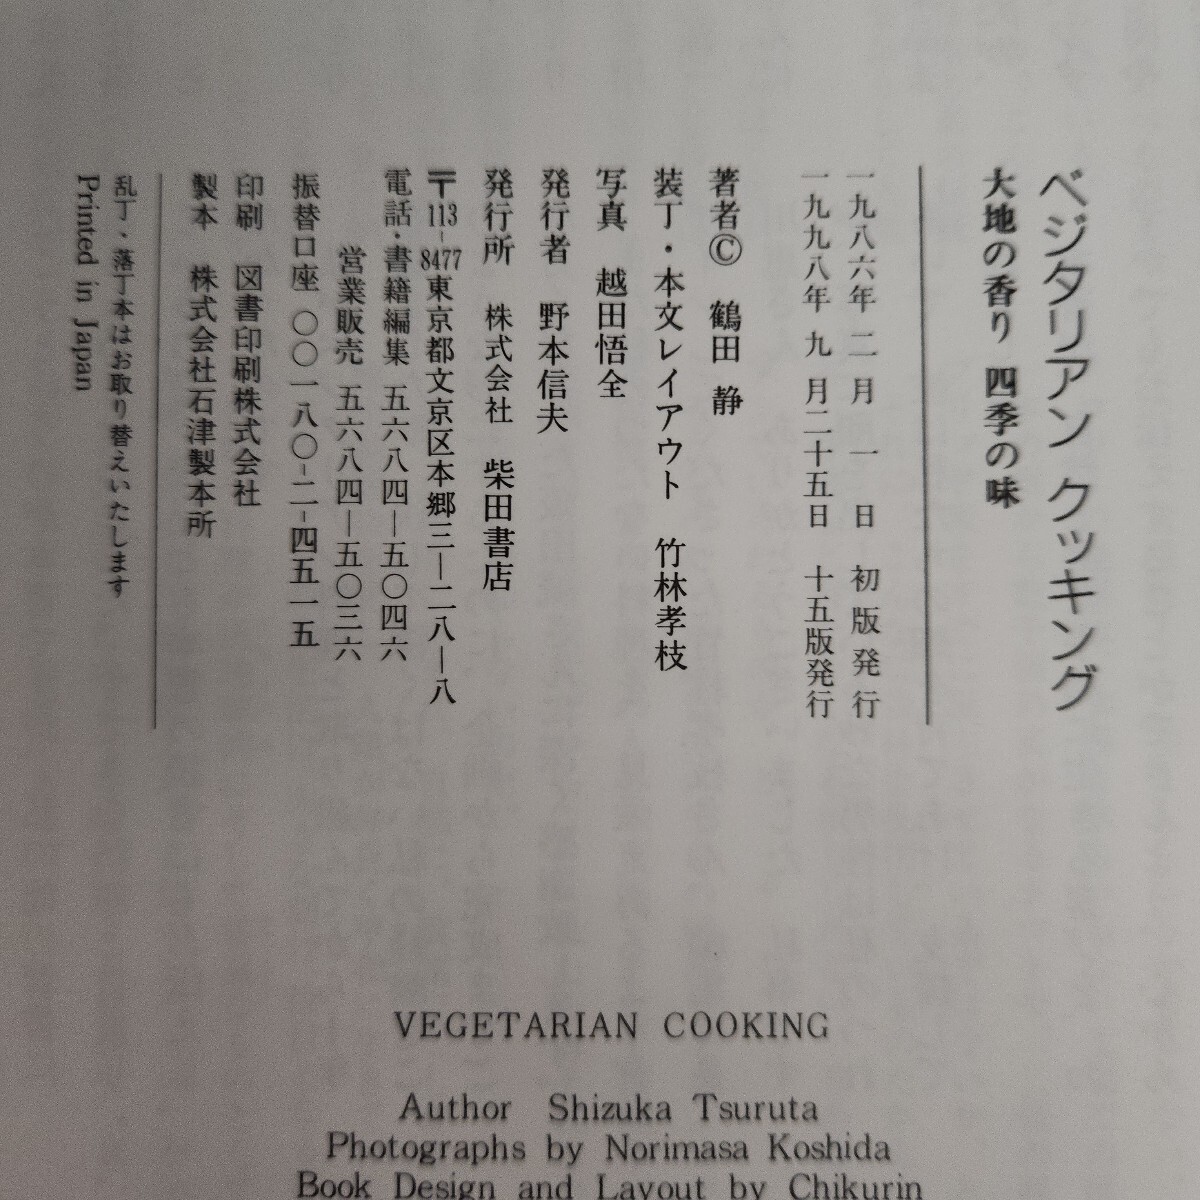 ベジタリアン クッキング
大地の香り 四季の味
一九八六年 二 月 一 日 初版発行
一九九八年 九 月二十五日 十五版発行
著者© 鶴田 静
装丁・本文レイアウト 竹林孝枝
写真 越田悟全
発行者 野本信夫
発行所 株式会社 柴田書店
〒113-8477東京都文京区本郷三―二八―八
電話・書籍編集 五六八四―五〇四六
営業販売 五六八四―五〇三六
振替口座 〇〇一八〇-二-四五一五
印刷 図書印刷株式会社
製本 株式会社石津製本所
乱丁・落丁本はお取り替えいたします
Printed in Japan
VEGETARIAN COOKING
Author Shizuka Tsuruta
Photographs by Norimasa Koshida
Book Design and Layout by Chikurin